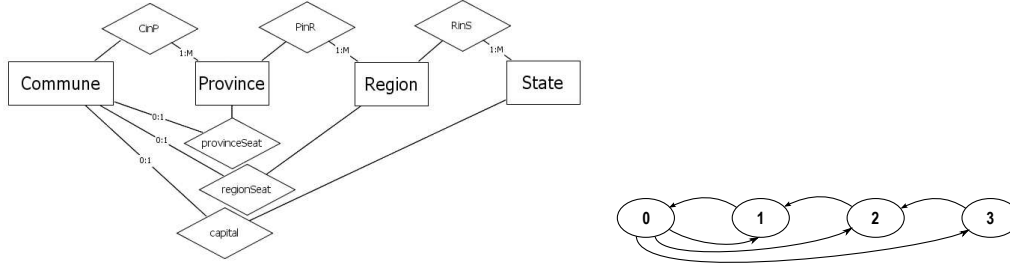 CinP
PinR
RinS
1:M
1:M
1:M
Commune
Province
Region
State
0:1
0:1
0:1
provinceSeat
regionSeat
capital
0
1
2
3